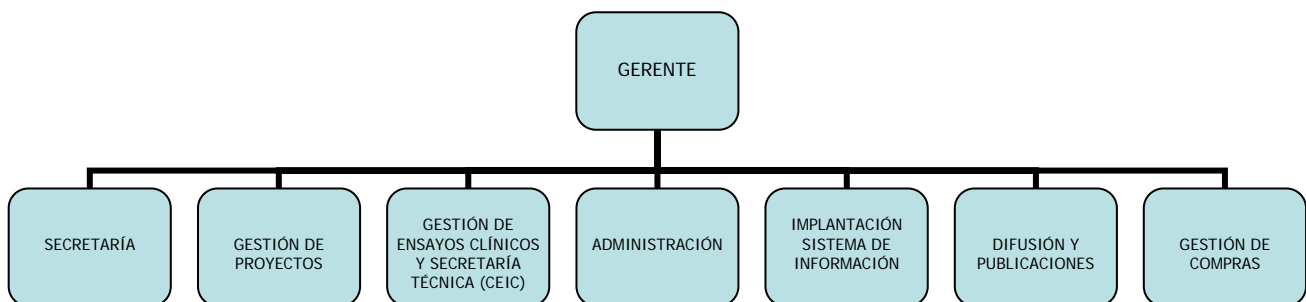 GERENTE
SECRETARÍA
GESTIÓN DE
PROYECTOS
GESTIÓN DE
ENSAYOS CLÍNICOS
Y SECRETARÍA
TÉCNICA (CEIC)
ADMINISTRACIÓN
IMPLANTACIÓN
SISTEMA DE
INFORMACIÓN
DIFUSIÓN Y
PUBLICACIONES
GESTIÓN DE
COMPRAS